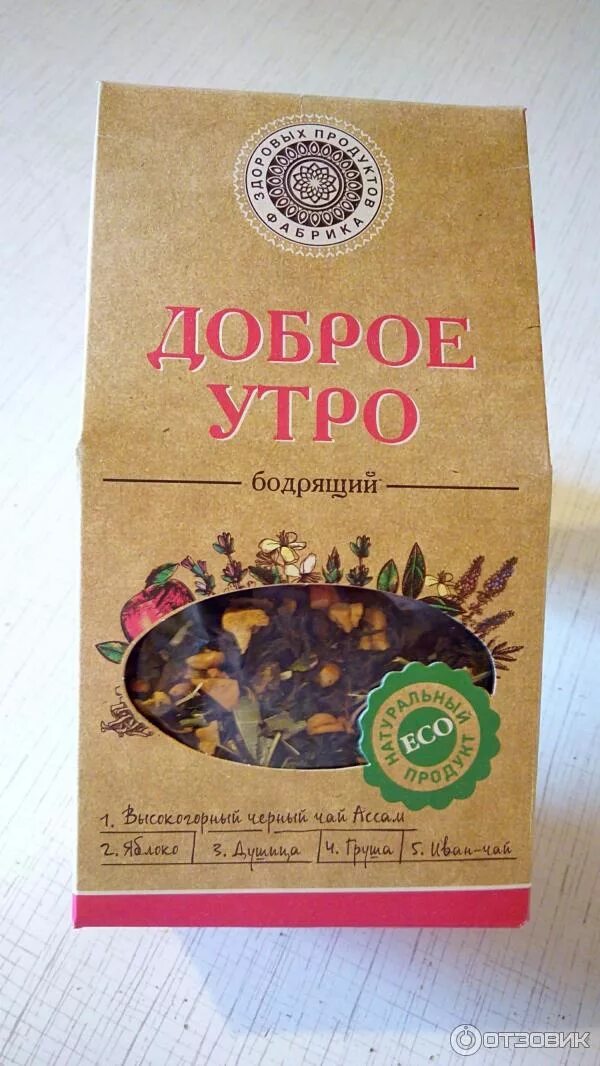 ЗДОРОВЫХ ПРОДУКТОВ
ФАБРИКА
ДОБРОЕ
УТРО
бодрящий
НАТУРАЛЬНЫЙ
ECO
ПРОДУКТ
1. Высокогорный черный чай Ассам
2. Яблоко 3. Душица 4. Груша 5. Иван-чай
ОТЗОВИК